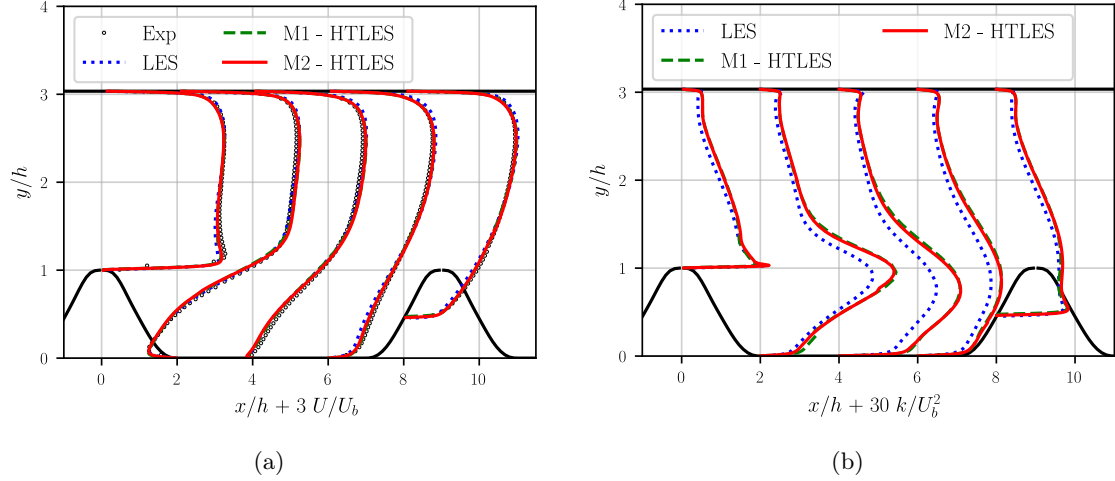 Exp
LES
M1 - HTLES
M2 - HTLES
4
3
2
1
0
y/h
0 2 4 6 8 10
x/h + 3 U/U_b
(a)
LES
M1 - HTLES
M2 - HTLES
4
3
2
1
0
y/h
0 2 4 6 8 10
x/h + 30 k/U_b^2
(b)